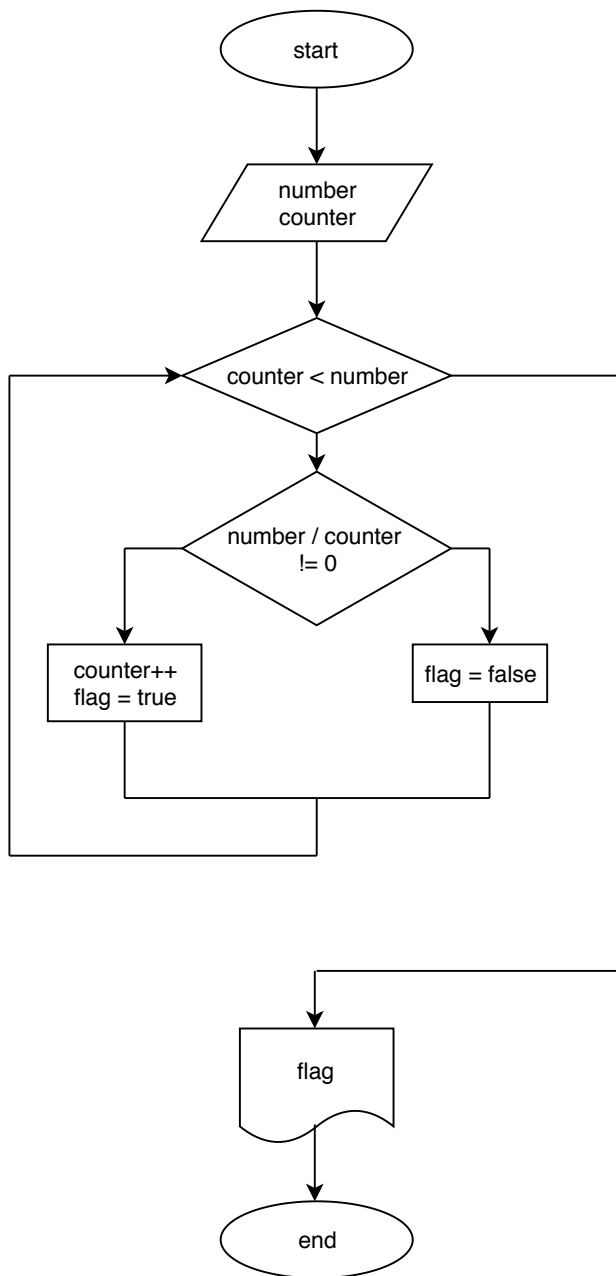 start
number
counter
counter < number
number / counter
!= 0
counter++
flag = true
flag = false
flag
end